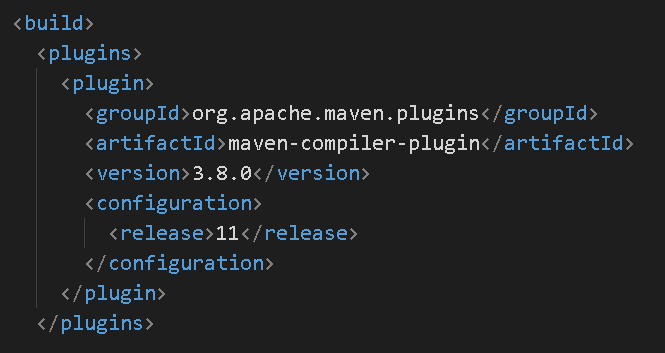 <build>
<plugins>
<plugin>
<groupId>org.apache.maven.plugins</groupId>
<artifactId>maven-compiler-plugin</artifactId>
<version>3.8.0</version>
<configuration>
<release>11</release>
</configuration>
</plugin>
</plugins>